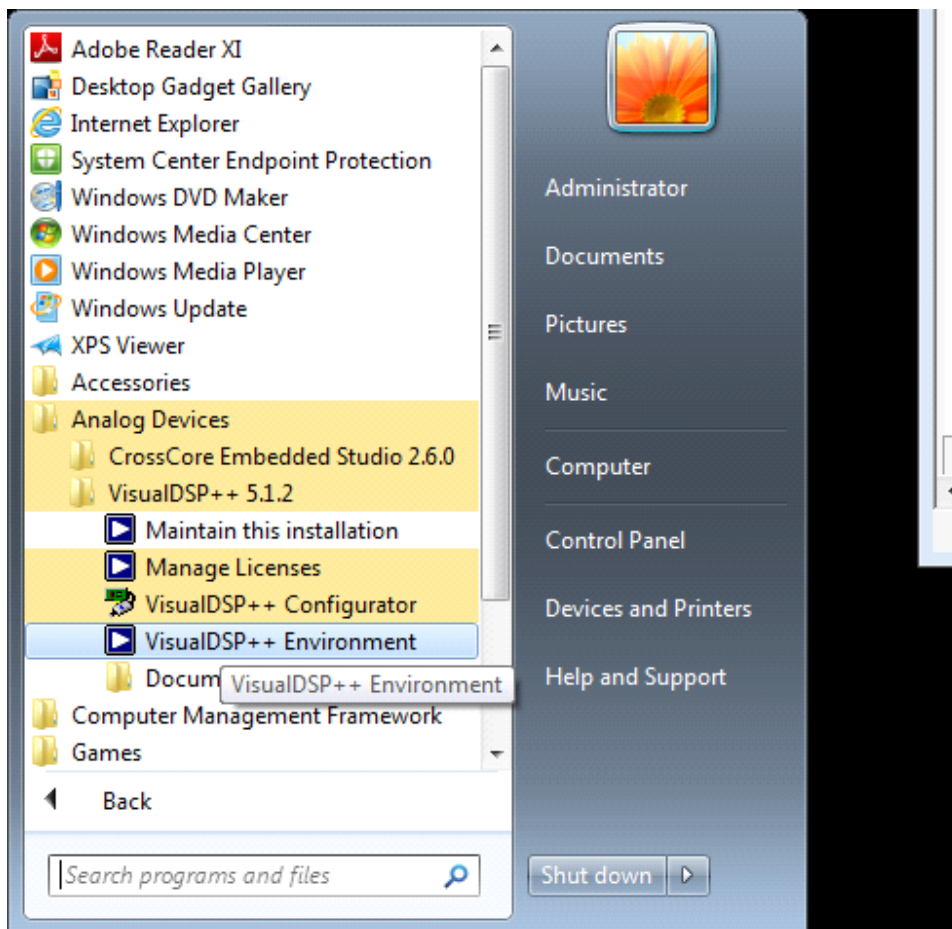 Adobe Reader XI
Desktop Gadget Gallery
Internet Explorer
System Center Endpoint Protection
Windows DVD Maker
Windows Media Center
Windows Media Player
Windows Update
XPS Viewer
Accessories
Analog Devices
CrossCore Embedded Studio 2.6.0
VisualDSP++ 5.1.2
Maintain this installation
Manage Licenses
VisualDSP++ Configurator
VisualDSP++ Environment
Docum
VisualDSP++ Environment
Computer Management Framework
Games
Back
Search programs and files
Administrator
Documents
Pictures
Music
Computer
Control Panel
Devices and Printers
Help and Support
Shut down